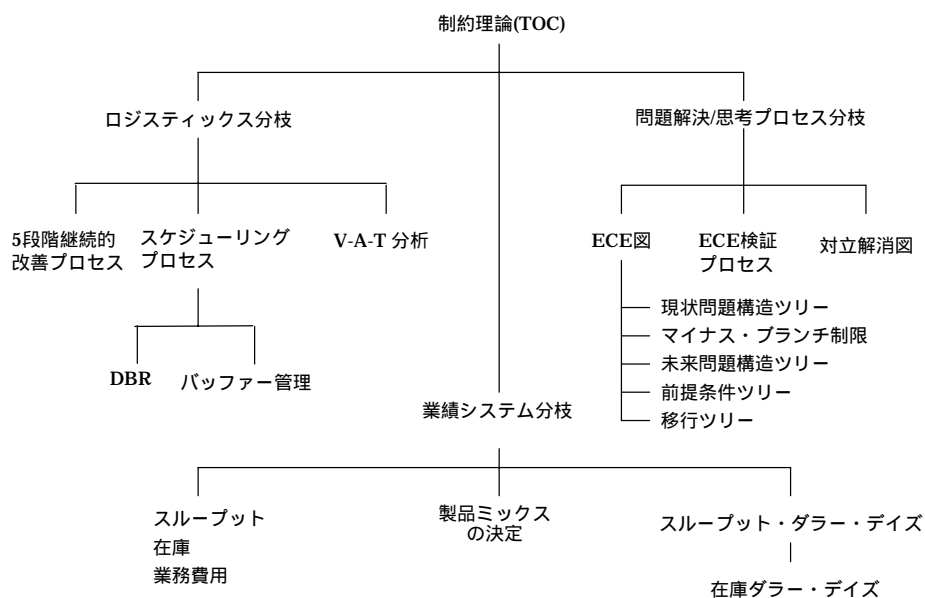 制約理論(TOC)
ロジスティックス分枝
問題解決/思考プロセス分枝
5段階継続的
改善プロセス
スケジューリング
プロセス
V-A-T 分析
ECE図
ECE検証
プロセス
対立解消図
現状問題構造ツリー
マイナス・ブランチ制限
未来問題構造ツリー
前提条件ツリー
移行ツリー
DBR
バッファー管理
業績システム分枝
スループット
在庫
業務費用
製品ミックス
の決定
スループット・ダラー・デイズ
在庫ダラー・デイズ